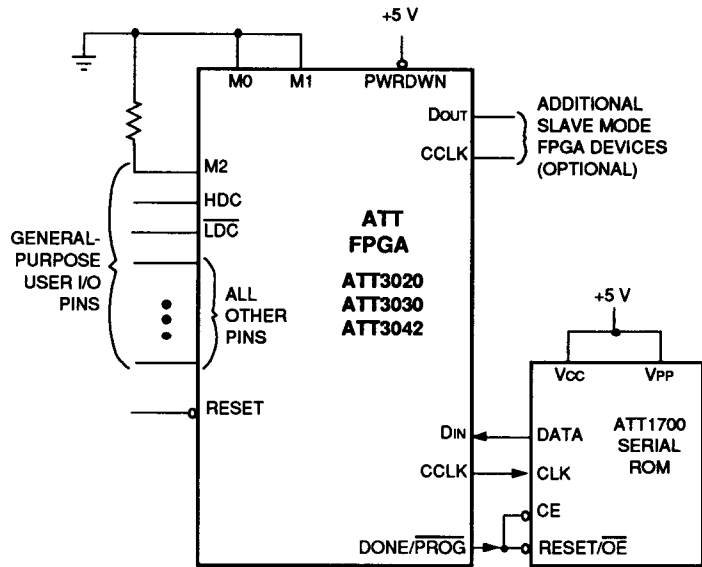 +5 V
M0 M1 PWRDWN
DOUT
CCLK
ADDITIONAL
SLAVE MODE
FPGA DEVICES
(OPTIONAL)
M2
HDC
LDC
GENERAL-
PURPOSE
USER I/O
PINS
ALL
OTHER
PINS
RESET
ATT
FPGA
ATT3020
ATT3030
ATT3042
+5 V
VCC VPP
ATT1700
SERIAL
ROM
DIN DATA
CCLK CLK
CE
DONE/PROG RESET/OE